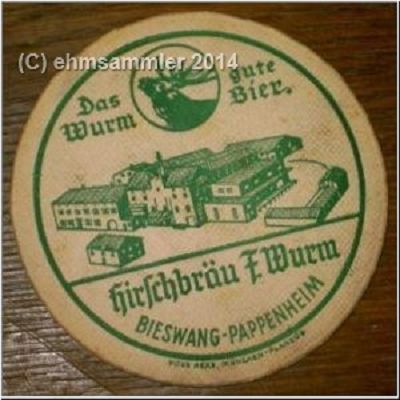 (C) ehmsammler 2014
Das gute
Wurm Bier.
Hirschbräu F. Wurm
BIESWANG-PAPPENHEIM